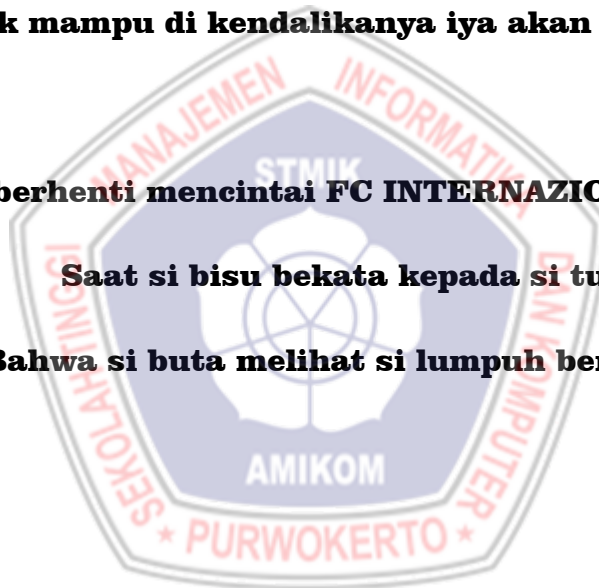 k mampu di kendalikanya iya akan
berhenti mencintai FC INTERNAZIO
Saat si bisu bekata kepada si tu
Bahwa si buta melihat si lumpuh ber
SEKOLAH TINGGI MANAJEMEN INFORMATIKA DAN KOMPUTER
STMIK
AMIKOM
* PURWOKERTO *